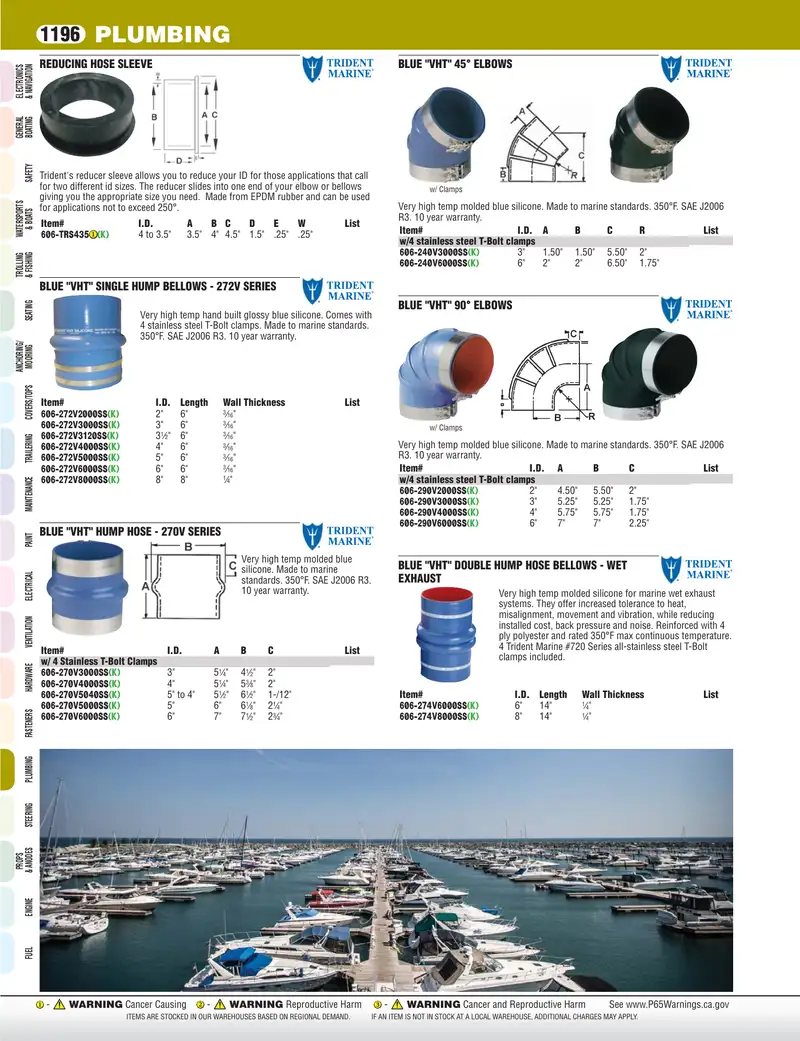 1196 PLUMBING
ELECTRONICS & NAVIGATION
GENERAL BOATING
SAFETY
WATERSPORTS & BOATS
TROLLING & FISHING
SEATING
ANCHORING/ MOORING
COVERS/TOPS
TRAILERING
MAINTENANCE
PAINT
ELECTRICAL
VENTILATION
HARDWARE
FASTENERS
PLUMBING
STEERING
PROPS & ANODES
ENGINE
FUEL
REDUCING HOSE SLEEVE
TRIDENT
MARINE
B A C
D
Trident's reducer sleeve allows you to reduce your ID for those applications that call
for two different id sizes. The reducer slides into one end of your elbow or bellows
giving you the appropriate size you need. Made from EPDM rubber and can be used
for applications not to exceed 250°.
Item# I.D. A B C D E W List
606-TRS435①(K) 4 to 3.5" 3.5" 4" 4.5" 1.5" .25" .25"
BLUE "VHT" SINGLE HUMP BELLOWS - 272V SERIES
TRIDENT
MARINE
Very high temp hand built glossy blue silicone. Comes with
4 stainless steel T-Bolt clamps. Made to marine standards.
350°F. SAE J2006 R3. 10 year warranty.
Item# I.D. Length Wall Thickness List
606-272V2000SS(K) 2" 6" 3⁄16"
606-272V3000SS(K) 3" 6" 3⁄16"
606-272V3120SS(K) 3½" 6" 3⁄16"
606-272V4000SS(K) 4" 6" 3⁄16"
606-272V5000SS(K) 5" 6" 3⁄16"
606-272V6000SS(K) 6" 6" 3⁄16"
606-272V8000SS(K) 8" 8" ¼"
BLUE "VHT" HUMP HOSE - 270V SERIES
TRIDENT
MARINE
B
C
A
Very high temp molded blue
silicone. Made to marine
standards. 350°F. SAE J2006 R3.
10 year warranty.
Item# I.D. A B C List
w/ 4 Stainless T-Bolt Clamps
606-270V3000SS(K) 3" 5¼" 4½" 2"
606-270V4000SS(K) 4" 5¼" 5⅜" 2"
606-270V5040SS(K) 5" to 4" 5½" 6½" 1-/12"
606-270V5000SS(K) 5" 6" 6⅛" 2¼"
606-270V6000SS(K) 6" 7" 7½" 2¾"
BLUE "VHT" 45° ELBOWS
TRIDENT
MARINE
A
C
B
R
w/ Clamps
Very high temp molded blue silicone. Made to marine standards. 350°F. SAE J2006
R3. 10 year warranty.
Item# I.D. A B C R List
w/4 stainless steel T-Bolt clamps
606-240V3000SS(K) 3" 1.50" 1.50" 5.50" 2"
606-240V6000SS(K) 6" 2" 2" 6.50" 1.75"
BLUE "VHT" 90° ELBOWS
TRIDENT
MARINE
C
A
B
R
w/ Clamps
Very high temp molded blue silicone. Made to marine standards. 350°F. SAE J2006
R3. 10 year warranty.
Item# I.D. A B C List
w/4 stainless steel T-Bolt clamps
606-290V2000SS(K) 2" 4.50" 5.50" 2"
606-290V3000SS(K) 3" 5.25" 5.25" 1.75"
606-290V4000SS(K) 4" 5.75" 5.75" 1.75"
606-290V6000SS(K) 6" 7" 7" 2.25"
BLUE "VHT" DOUBLE HUMP HOSE BELLOWS - WET
EXHAUST
TRIDENT
MARINE
Very high temp molded silicone for marine wet exhaust
systems. They offer increased tolerance to heat,
misalignment, movement and vibration, while reducing
installed cost, back pressure and noise. Reinforced with 4
ply polyester and rated 350°F max continuous temperature.
4 Trident Marine #720 Series all-stainless steel T-Bolt
clamps included.
Item# I.D. Length Wall Thickness List
606-274V6000SS(K) 6" 14" ¼"
606-274V8000SS(K) 8" 14" ¼"
① - WARNING Cancer Causing ② - WARNING Reproductive Harm ③ - WARNING Cancer and Reproductive Harm See www.P65Warnings.ca.gov
ITEMS ARE STOCKED IN OUR WAREHOUSES BASED ON REGIONAL DEMAND. IF AN ITEM IS NOT IN STOCK AT A LOCAL WAREHOUSE, ADDITIONAL CHARGES MAY APPLY.